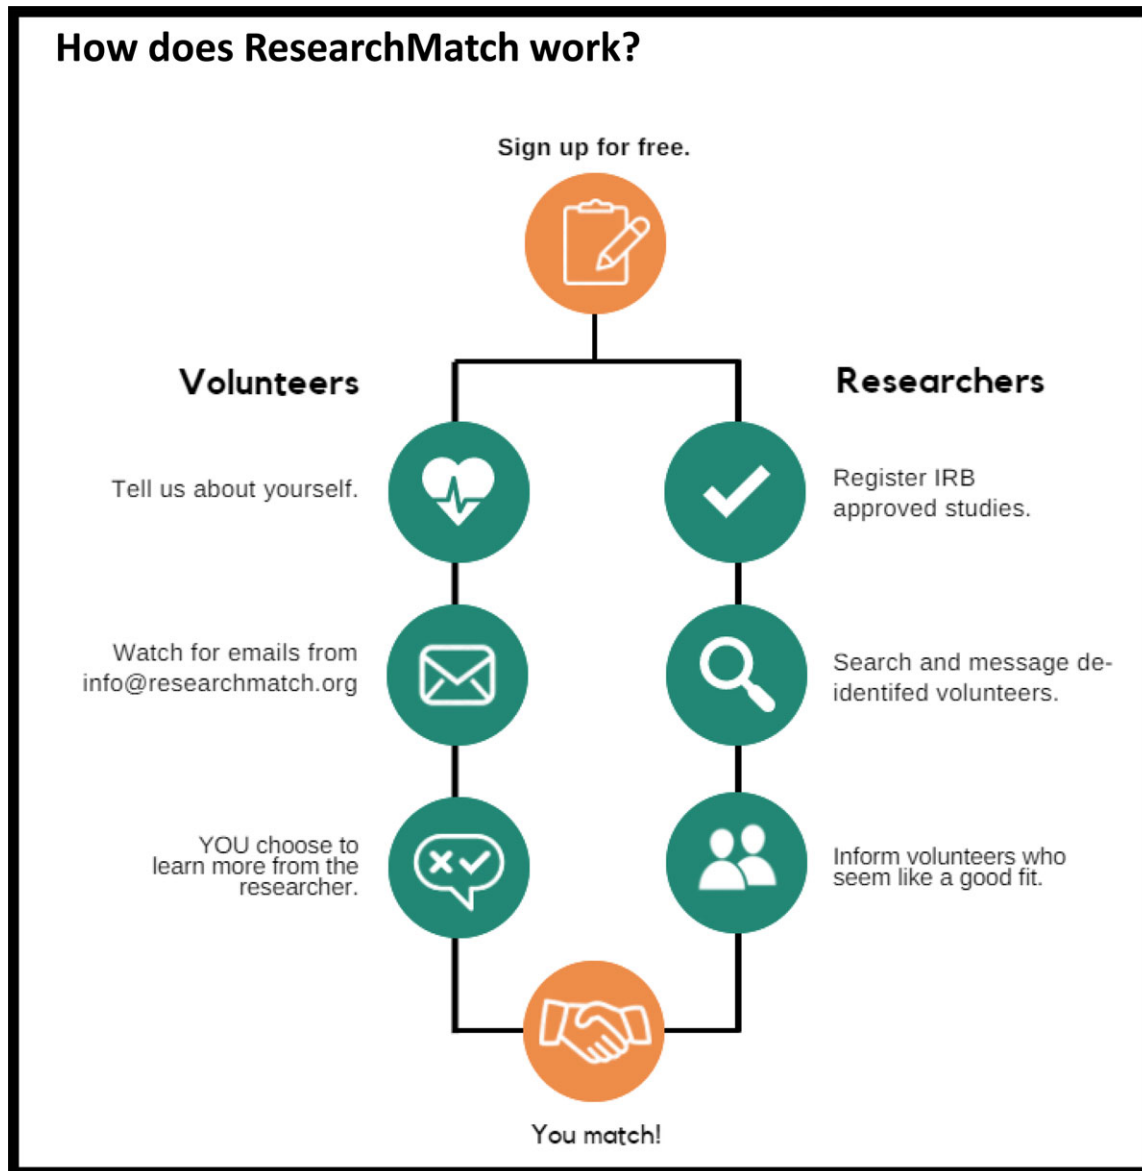 How does ResearchMatch work?
Sign up for free.
Volunteers
Tell us about yourself.
Watch for emails from
info@researchmatch.org
YOU choose to
learn more from the
researcher.
Researchers
Register IRB
approved studies.
Search and message de-
identifed volunteers.
Inform volunteers who
seem like a good fit.
You match!